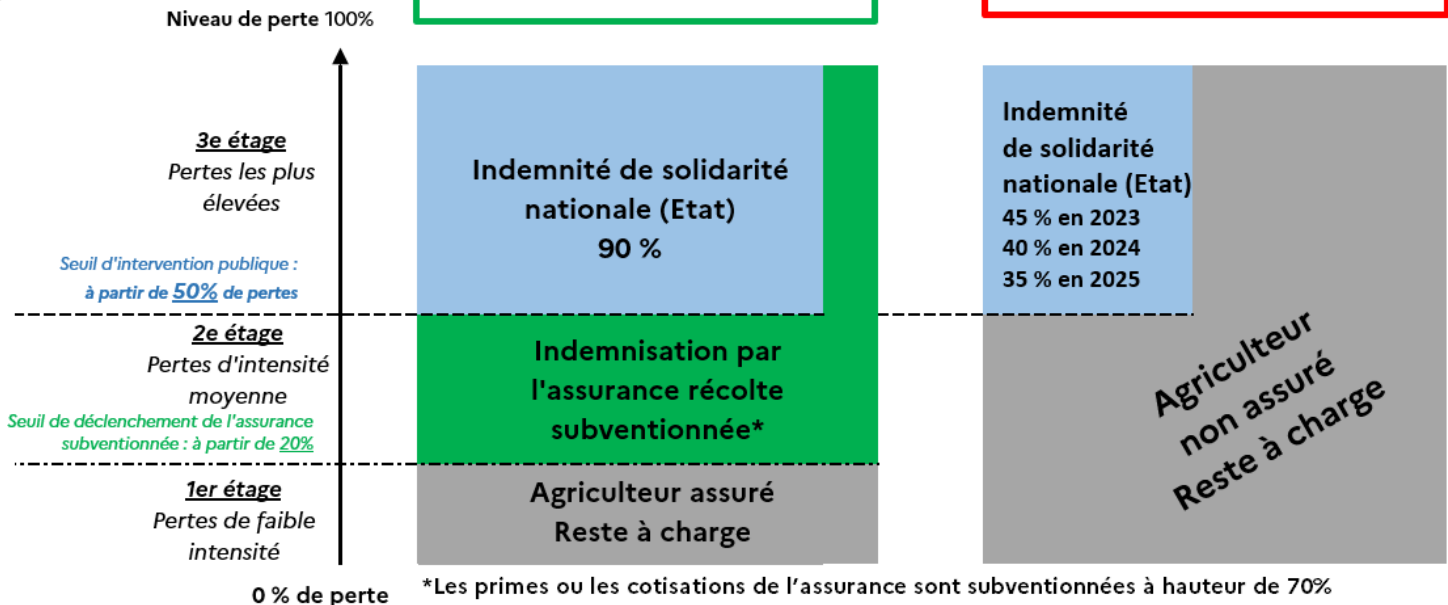 Niveau de perte 100%
3e étage
Pertes les plus
élevées
Seuil d'intervention publique :
à partir de 50% de pertes
2e étage
Pertes d'intensité
moyenne
Seuil de déclenchement de l'assurance
subventionnée : à partir de 20%
1er étage
Pertes de faible
intensité
0 % de perte
Indemnité de solidarité
nationale (Etat)
90 %
Indemnisation par
l'assurance récolte
subventionnée*
Agriculteur assuré
Reste à charge
Indemnité
de solidarité
nationale (Etat)
45 % en 2023
40 % en 2024
35 % en 2025
Agriculteur
non assuré
Reste à charge
*Les primes ou les cotisations de l’assurance sont subventionnées à hauteur de 70%